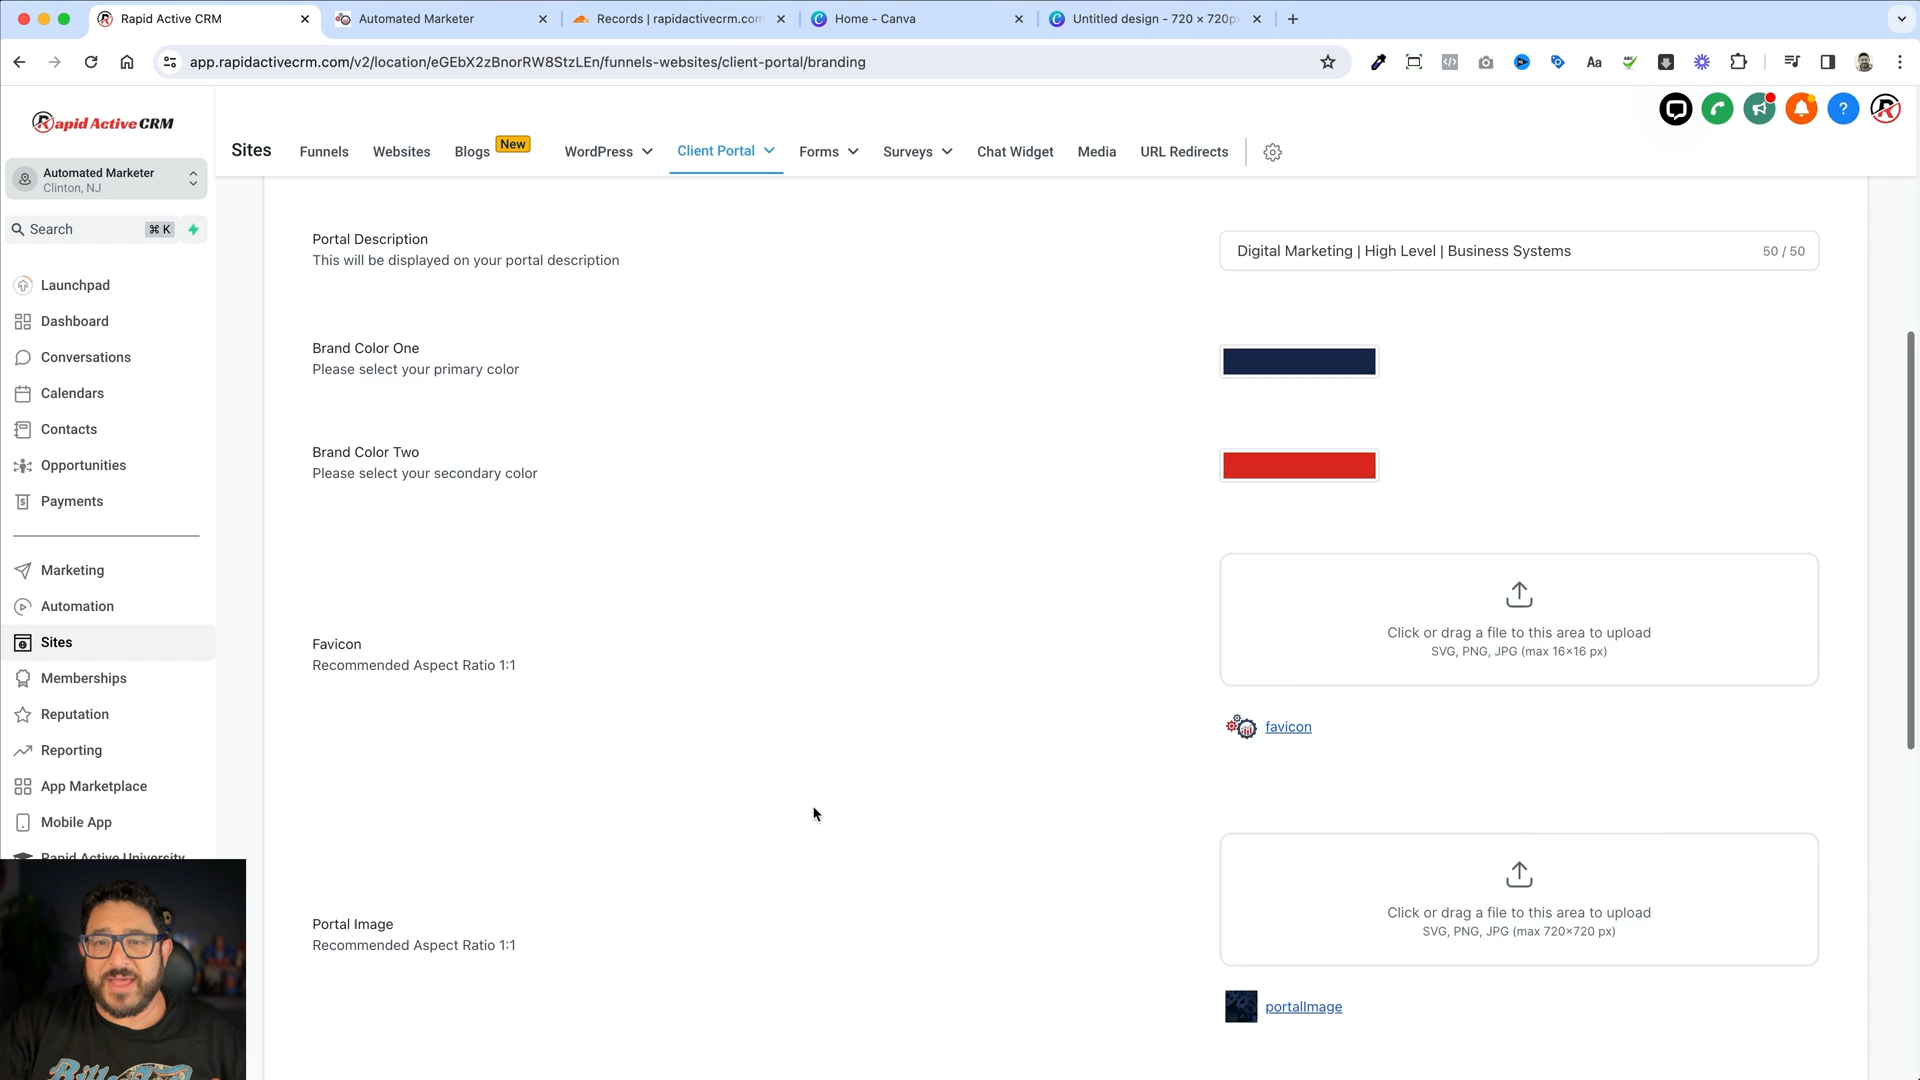 Rapid Active CRM
Automated Marketer
Records | rapidactivecrm.com
Home - Canva
Untitled design - 720 × 720p
app.rapidactivecrm.com/v2/location/eGEbX2zBnorRW8StzLEn/funnels-websites/client-portal/branding
Aa
ABC
Rapid Active CRM
Sites
Funnels
Websites
Blogs
New
WordPress
Client Portal
Forms
Surveys
Chat Widget
Media
URL Redirects
Automated Marketer
Clinton, NJ
Search
⌘ K
Launchpad
Dashboard
Conversations
Calendars
Contacts
Opportunities
Payments
Marketing
Automation
Sites
Memberships
Reputation
Reporting
App Marketplace
Mobile App
Rapid Active University
Portal Description
This will be displayed on your portal description
Digital Marketing | High Level | Business Systems
50 / 50
Brand Color One
Please select your primary color
Brand Color Two
Please select your secondary color
Favicon
Recommended Aspect Ratio 1:1
Click or drag a file to this area to upload
SVG, PNG, JPG (max 16×16 px)
favicon
Portal Image
Recommended Aspect Ratio 1:1
Click or drag a file to this area to upload
SVG, PNG, JPG (max 720×720 px)
portalImage